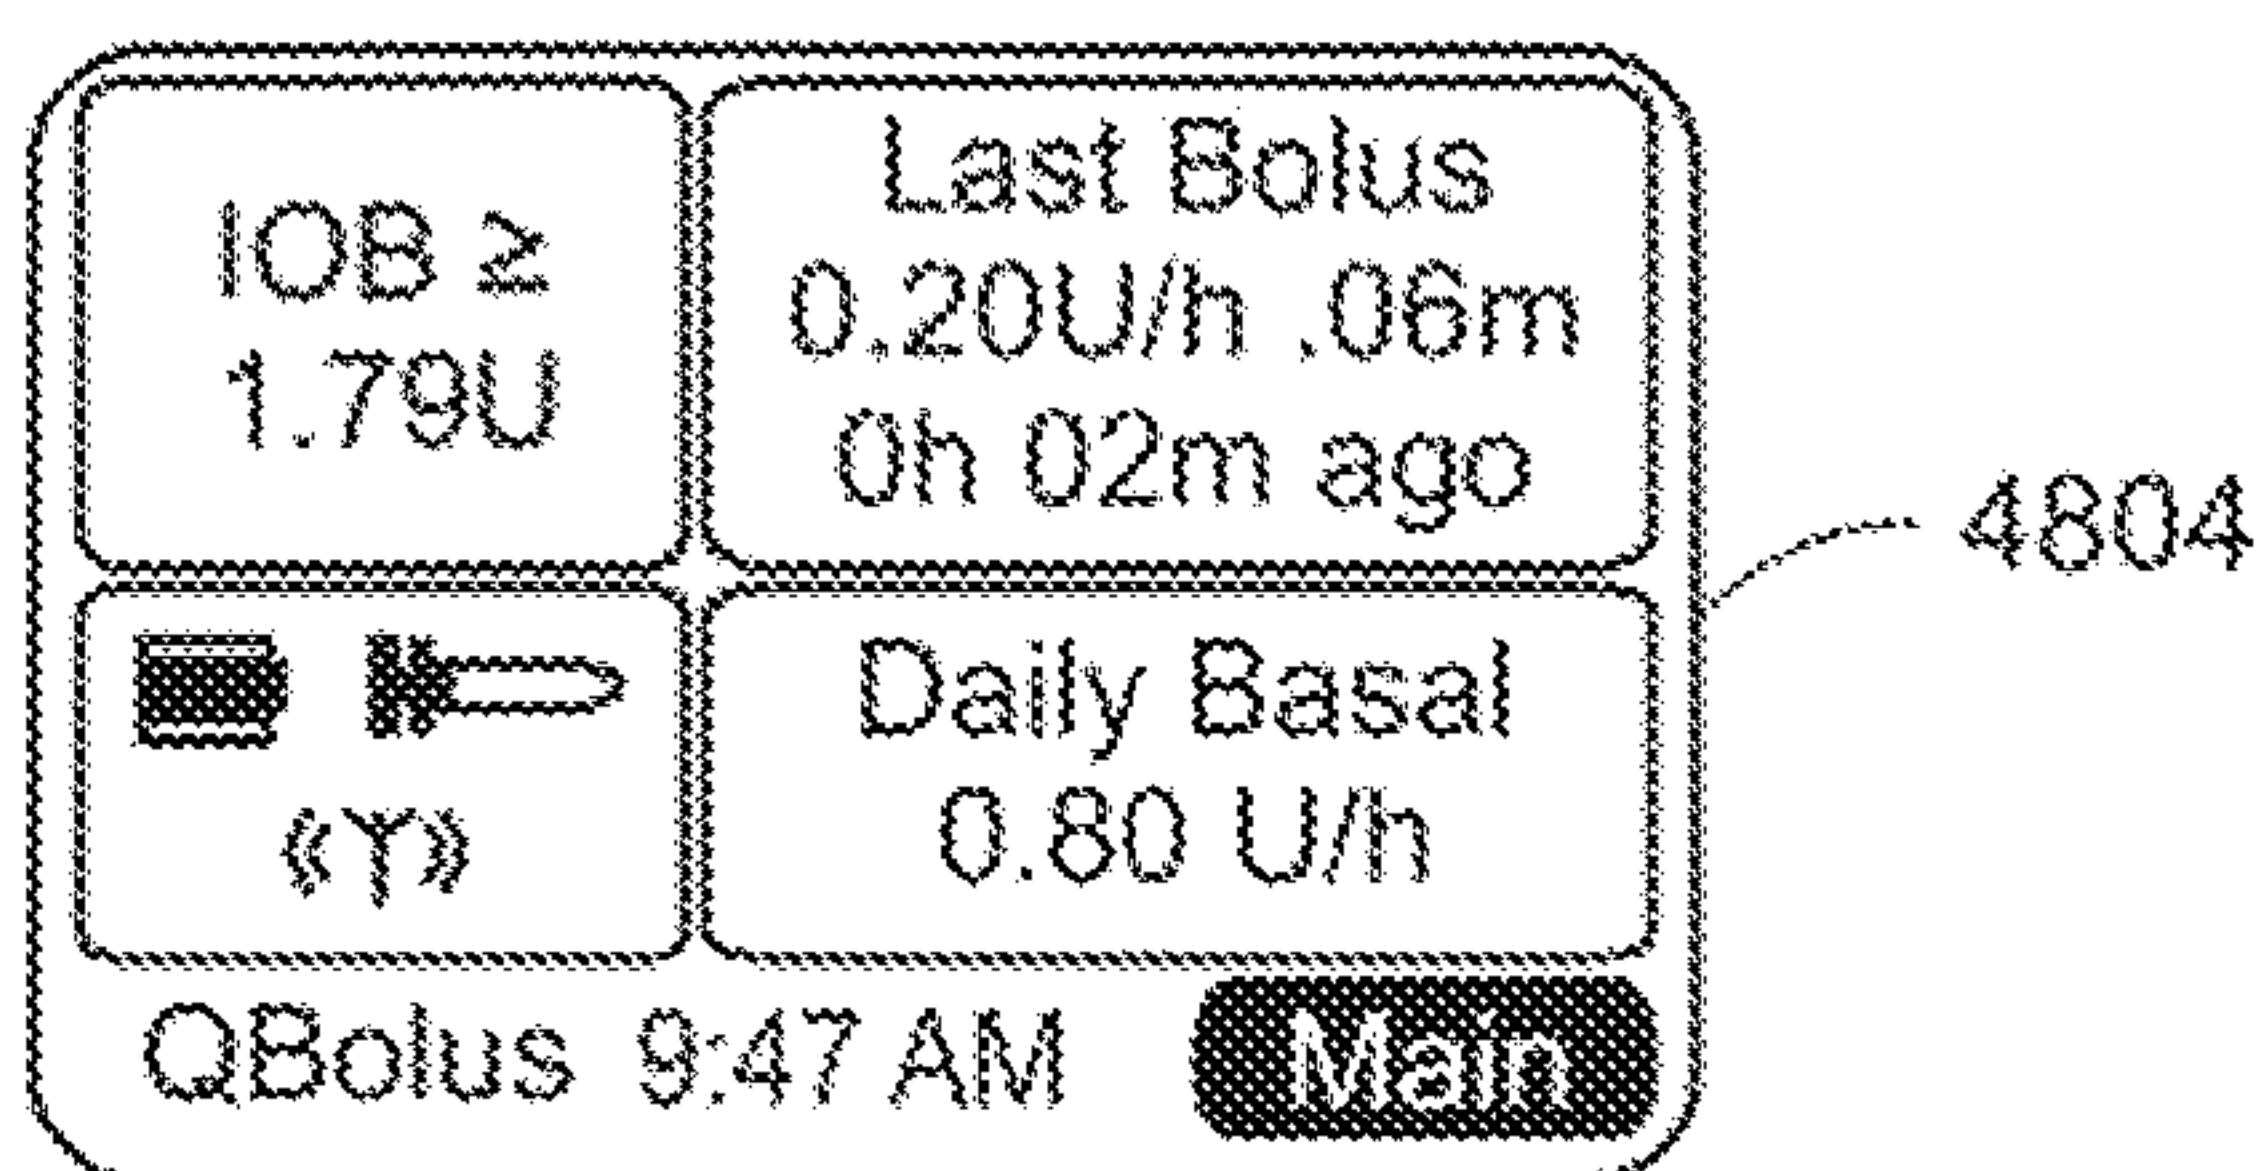 IOB ≥
1.79U
Last Bolus
0.20U/h .06m
0h 02m ago
Daily Basal
0.80 U/h
QBolus 9:47 AM Main
4804